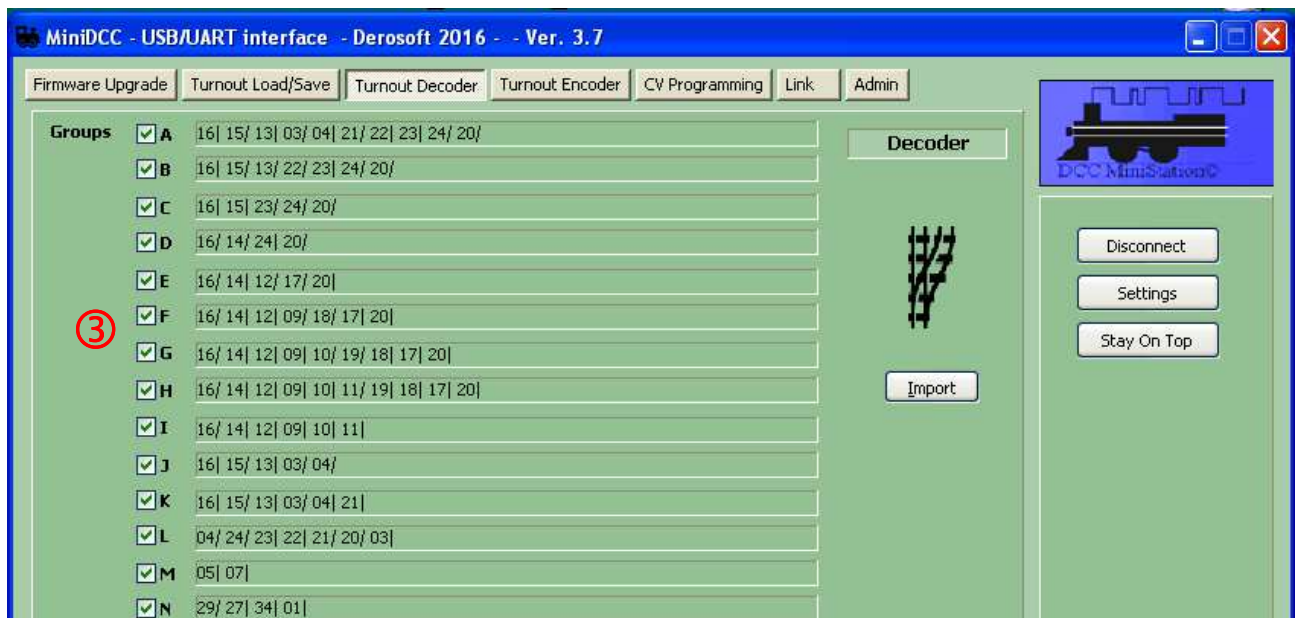 MiniDCC - USB/UART interface - Derosoft 2016 - - Ver. 3.7
Firmware Upgrade Turnout Load/Save Turnout Decoder Turnout Encoder CV Programming Link Admin
Groups A 16| 15/ 13| 03/ 04| 21/ 22| 23| 24/ 20/
B 16| 15/ 13/ 22/ 23| 24/ 20/
C 16| 15| 23/ 24/ 20/
D 16/ 14/ 24| 20/
E 16/ 14| 12/ 17/ 20|
③ F 16/ 14| 12| 09/ 18/ 17| 20|
G 16/ 14| 12| 09| 10/ 19/ 18| 17| 20|
H 16/ 14| 12| 09| 10| 11/ 19| 18| 17| 20|
I 16/ 14| 12| 09| 10| 11|
J 16| 15/ 13| 03/ 04/
K 16| 15/ 13| 03/ 04| 21|
L 04/ 24/ 23| 22| 21/ 20/ 03|
M 05| 07|
N 29/ 27| 34| 01|
Decoder
Import
DCC MiniStation©
Disconnect
Settings
Stay On Top